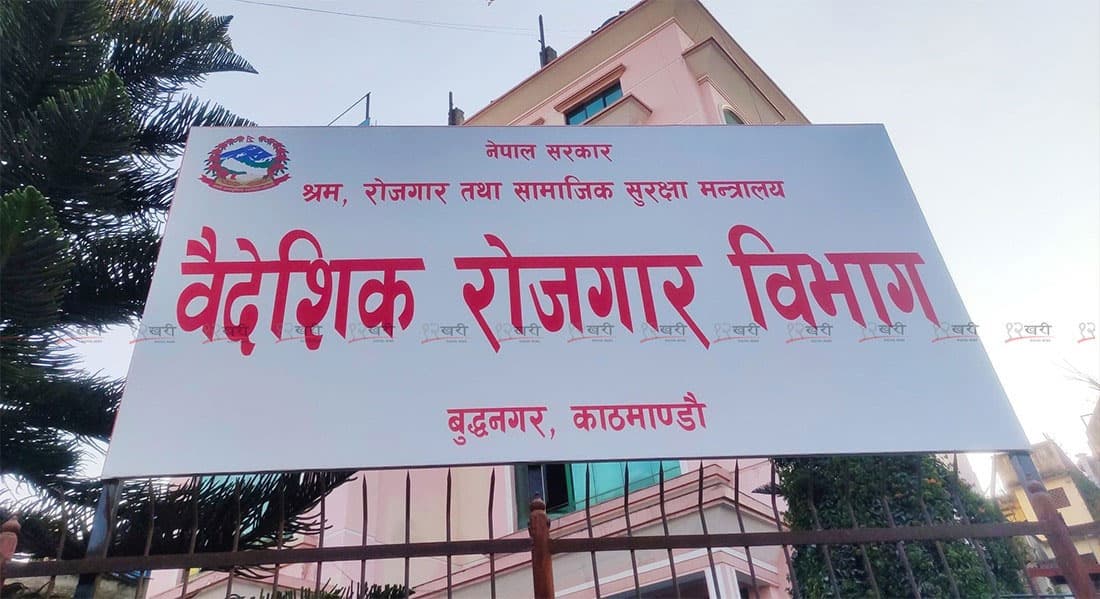 नेपाल सरकार
श्रम, रोजगार तथा सामाजिक सुरक्षा मन्त्रालय
वैदेशिक रोजगार विभाग
बुद्धनगर, काठमाण्डौ